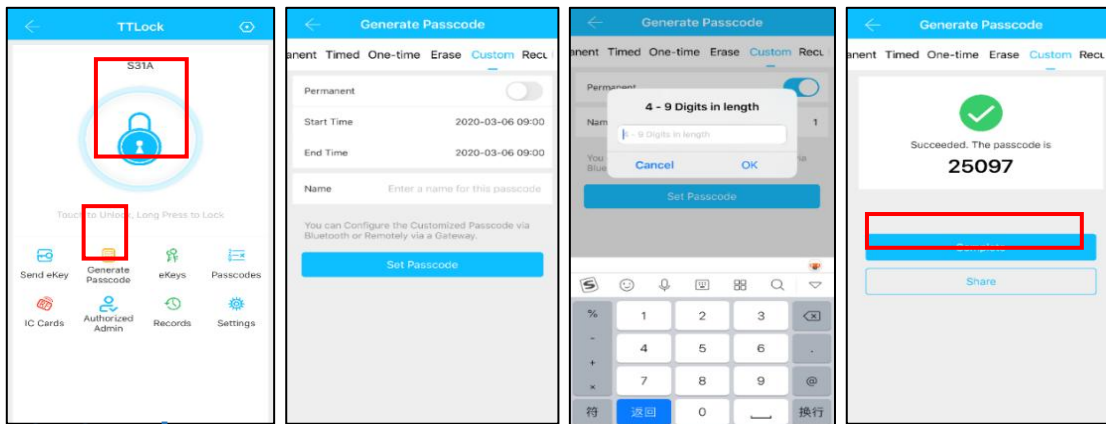 TTLock
S31A
Touch to Unlock, Long Press to Lock
Send eKey
Generate
Passcode
eKeys
Passcodes
IC Cards
Authorized
Admin
Records
Settings
Generate Passcode
anent Timed One-time Erase Custom Recu
Permanent
Start Time 2020-03-06 09:00
End Time 2020-03-06 09:00
Name Enter a name for this passcode
You can Configure the Customized Passcode via
Bluetooth or Remotely via a Gateway.
Set Passcode
Generate Passcode
anent Timed One-time Erase Custom Recu
Permanent
Nam 1
You via
Blue
4 - 9 Digits in length
4 - 9 Digits in length
Cancel OK
Set Passcode
% 1 2 3
- 4 5 6 .
+
× 7 8 9 @
符 返回 0 换行
Generate Passcode
anent Timed One-time Erase Custom Recu
Succeeded. The passcode is
25097
Complete
Share